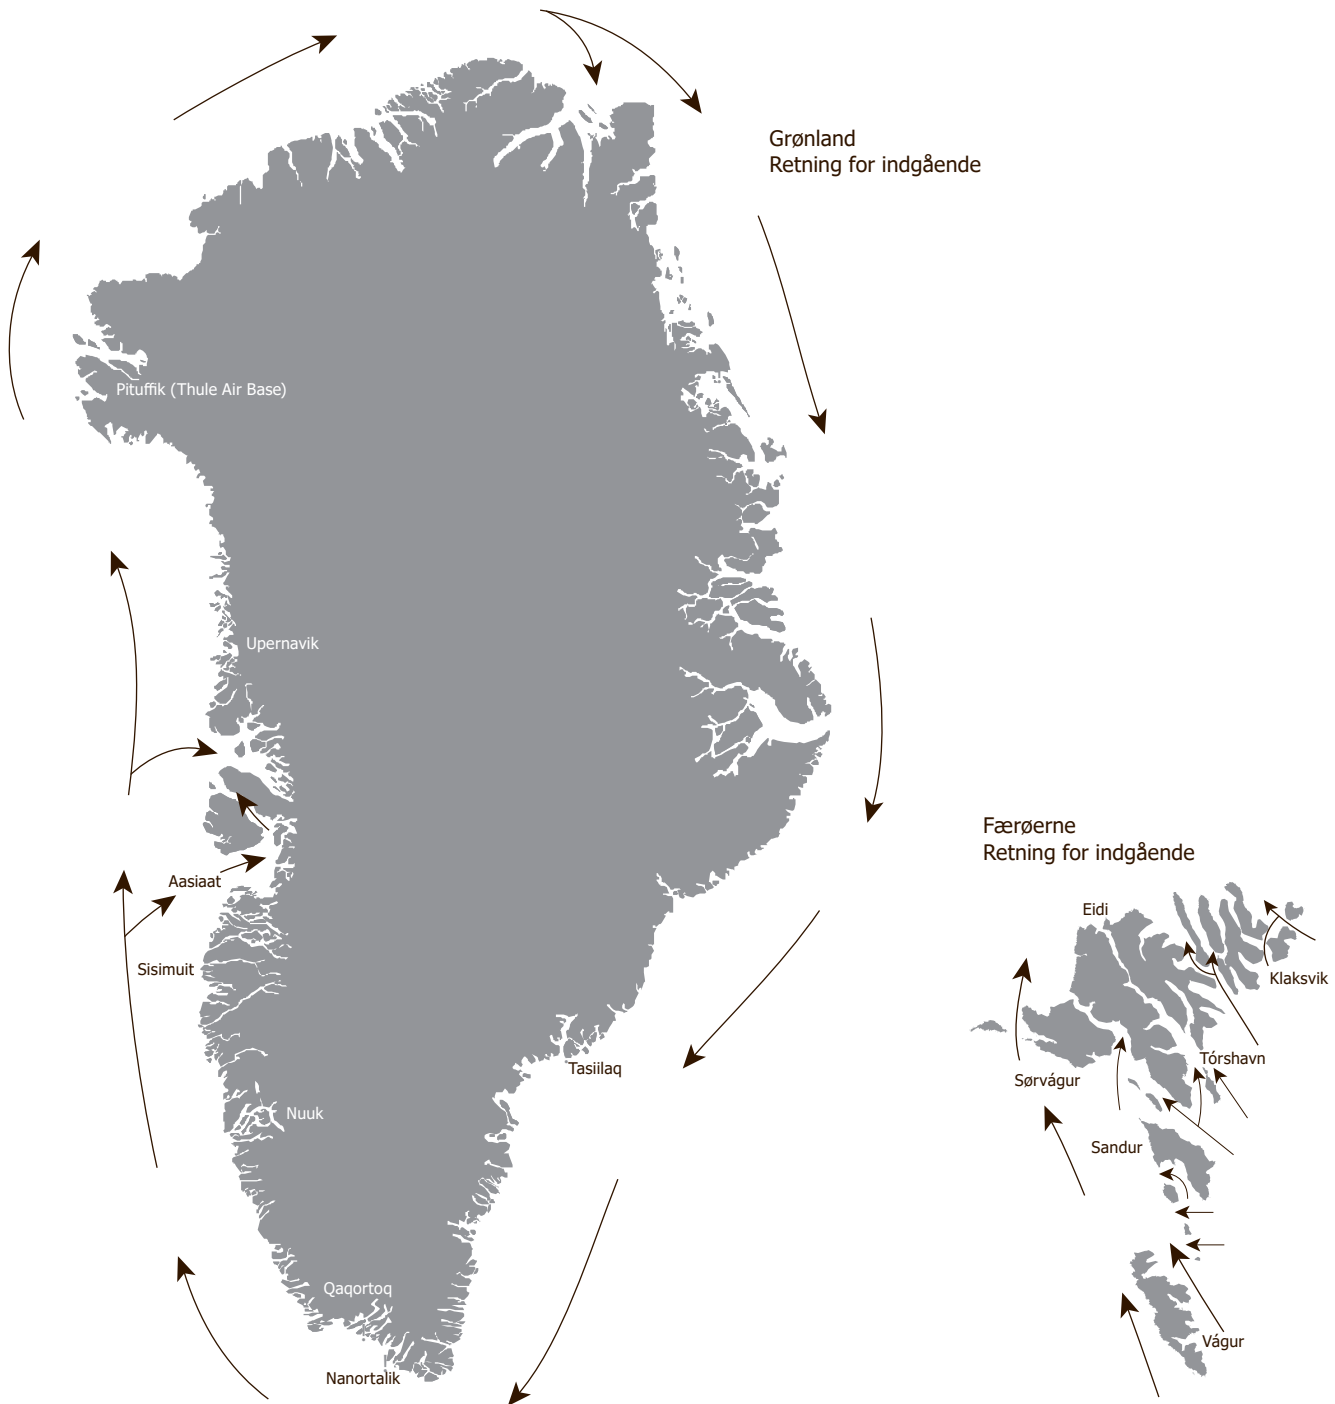 Grønland
Retning for indgående
Pituffik (Thule Air Base)
Upernavik
Aasiaat
Sisimuit
Nuuk
Tasiilaq
Qaqortoq
Nanortalik
Færøerne
Retning for indgående
Eidi
Klaksvik
Tórshavn
Sørvágur
Sandur
Vágur